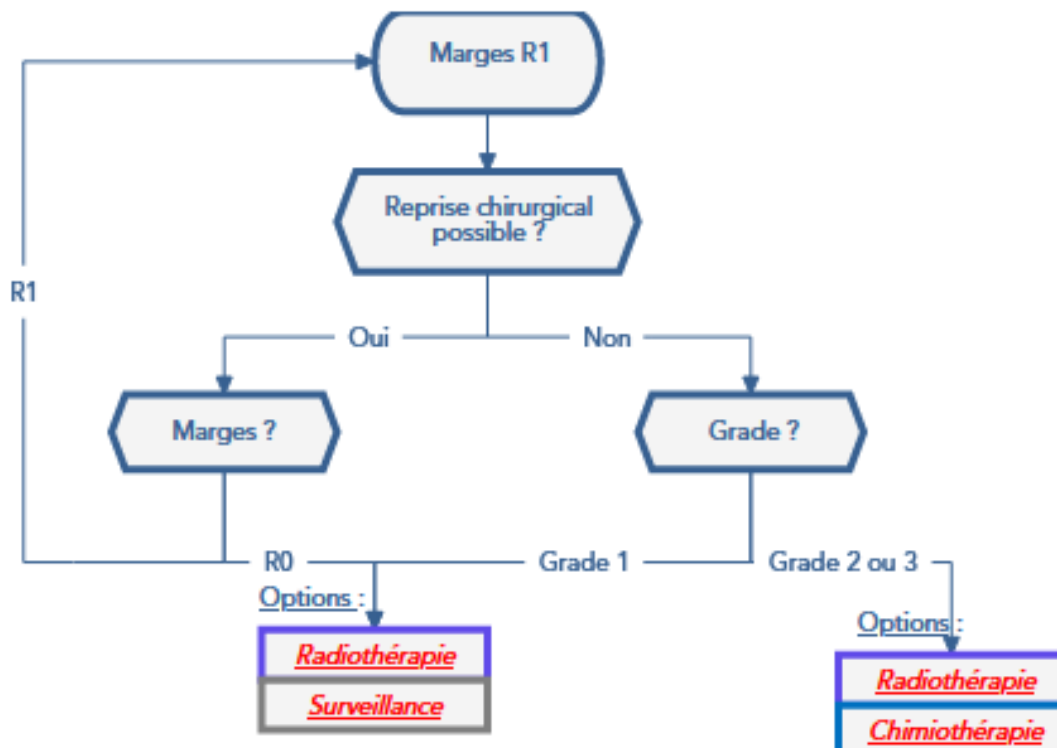 Marges R1
Reprise chirurgical
possible ?
R1
Oui
Non
Marges ?
Grade ?
R0
Grade 1
Grade 2 ou 3
Options :
Options :
Radiothérapie
Surveillance
Radiothérapie
Chimiothérapie